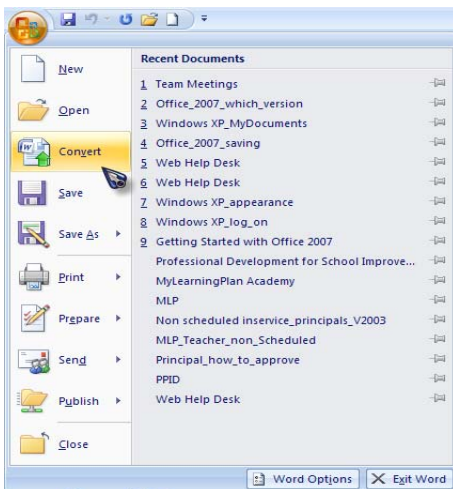 New
Open
Convert
Save
Save As
Print
Prepare
Send
Publish
Close
Recent Documents
1 Team Meetings
2 Office_2007_which_version
3 Windows XP_MyDocuments
4 Office_2007_saving
5 Web Help Desk
6 Web Help Desk
7 Windows XP_appearance
8 Windows XP_log_on
9 Getting Started with Office 2007
Professional Development for School Improve...
MyLearningPlan Academy
MLP
Non scheduled inservice_principals_V2003
MLP_Teacher_non_Scheduled
Principal_how_to_approve
PPID
Web Help Desk
Word Options
Exit Word